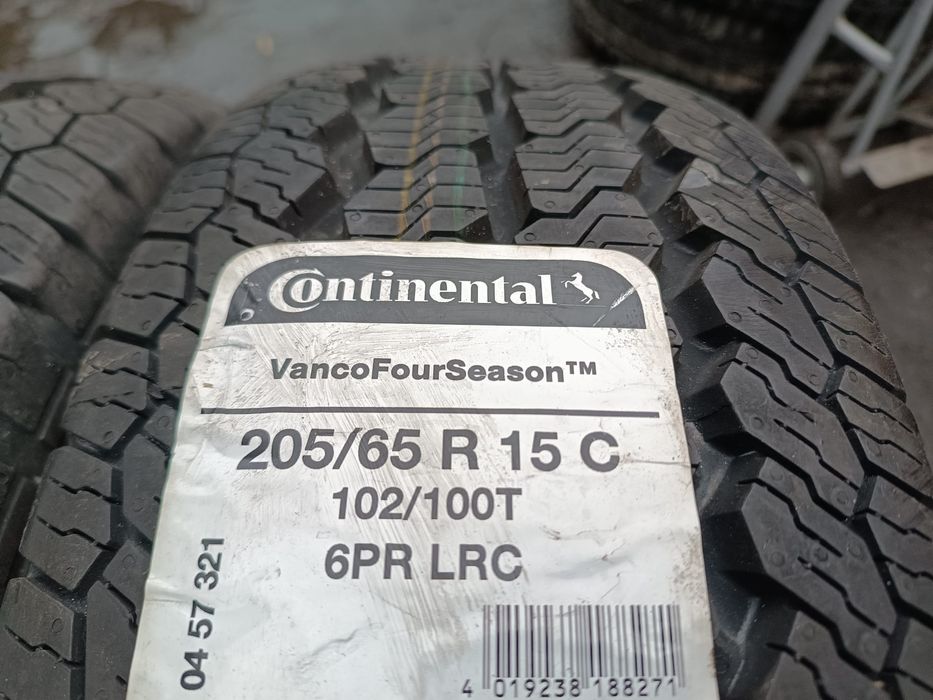 Continental
VancoFourSeason™
205/65 R 15 C
102/100T
6PR LRC
04 57 321
4 019238 188271